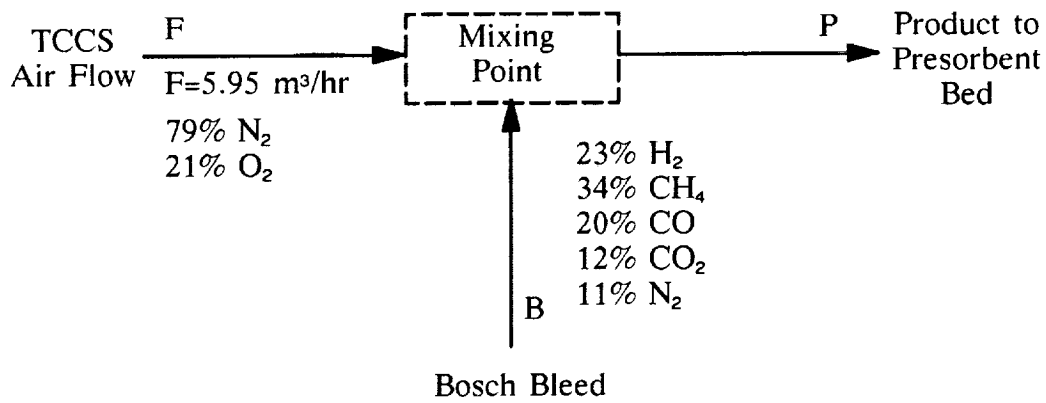 TCCS
Air Flow
F
F=5.95 m³/hr
79% N₂
21% O₂
Mixing
Point
P
Product to
Presorbent
Bed
23% H₂
34% CH₄
20% CO
12% CO₂
11% N₂
B
Bosch Bleed